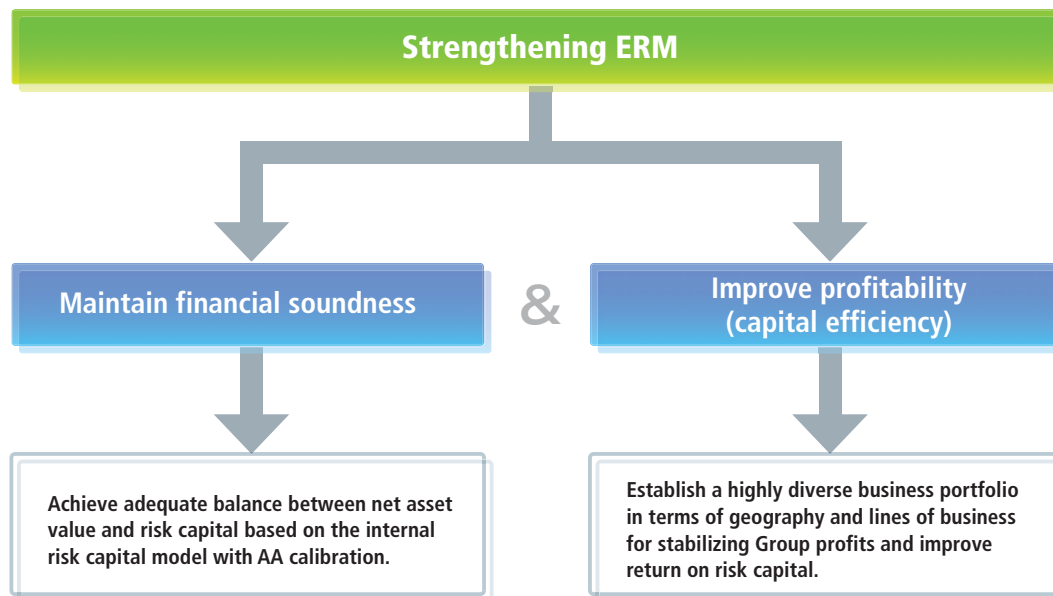 Strengthening ERM
Maintain financial soundness
&
Improve profitability
(capital efficiency)
Achieve adequate balance between net asset
value and risk capital based on the internal
risk capital model with AA calibration.
Establish a highly diverse business portfolio
in terms of geography and lines of business
for stabilizing Group profits and improve
return on risk capital.